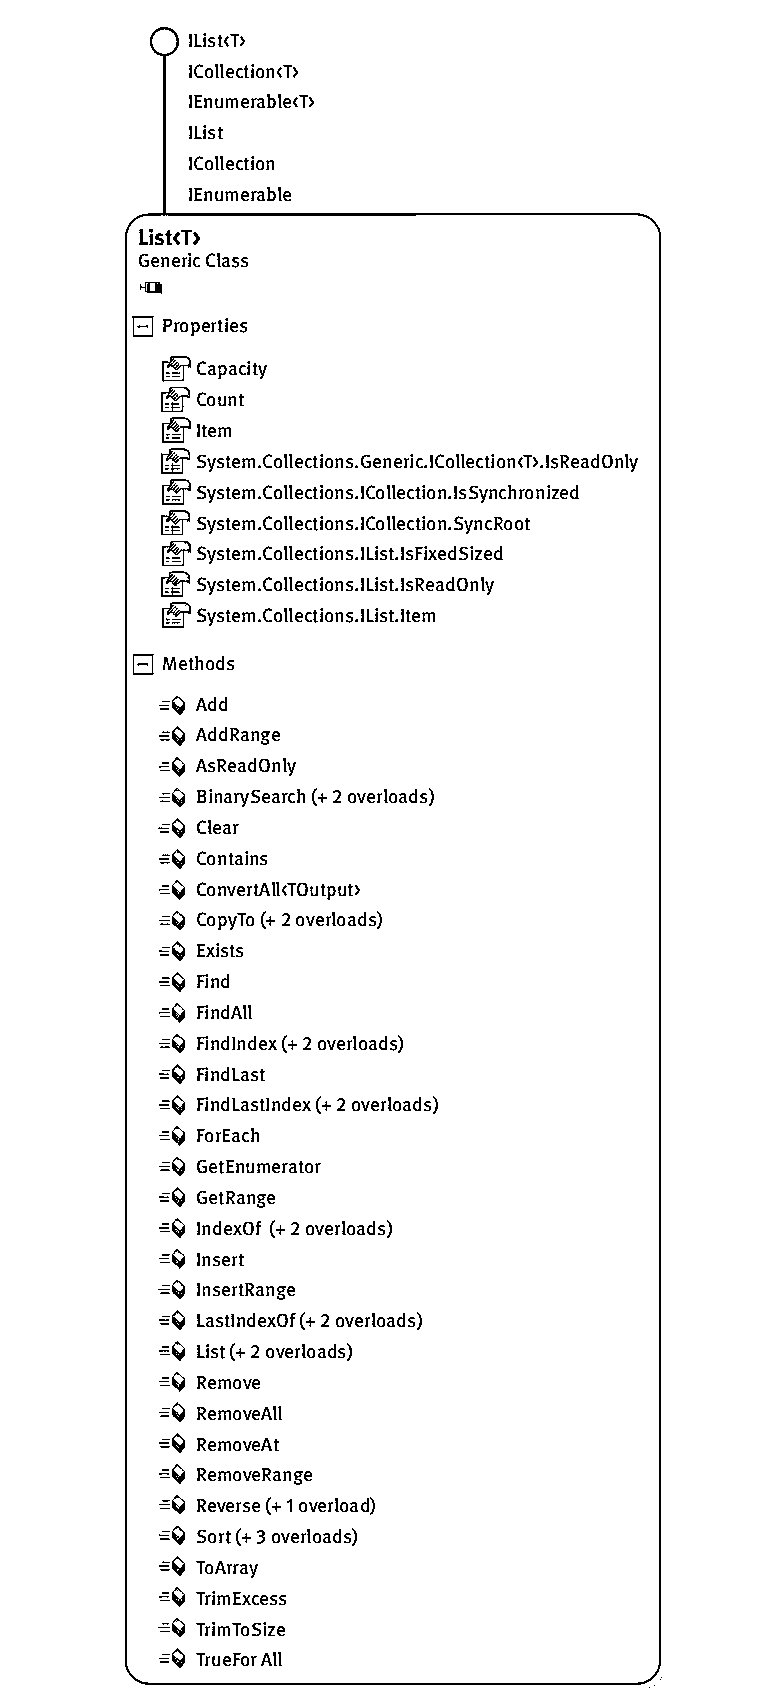 IList<T>
ICollection<T>
IEnumerable<T>
IList
ICollection
IEnumerable
List<T>
Generic Class
Properties
Capacity
Count
Item
System.Collections.Generic.ICollection<T>.IsReadOnly
System.Collections.ICollection.IsSynchronized
System.Collections.ICollection.SyncRoot
System.Collections.IList.IsFixedSized
System.Collections.IList.IsReadOnly
System.Collections.IList.Item
Methods
Add
AddRange
AsReadOnly
BinarySearch (+ 2 overloads)
Clear
Contains
ConvertAll<TOutput>
CopyTo (+ 2 overloads)
Exists
Find
FindAll
FindIndex (+ 2 overloads)
FindLast
FindLastIndex (+ 2 overloads)
ForEach
GetEnumerator
GetRange
IndexOf (+ 2 overloads)
Insert
InsertRange
LastIndexOf (+ 2 overloads)
List (+ 2 overloads)
Remove
RemoveAll
RemoveAt
RemoveRange
Reverse (+ 1 overload)
Sort (+ 3 overloads)
ToArray
TrimExcess
TrimToSize
TrueFor All